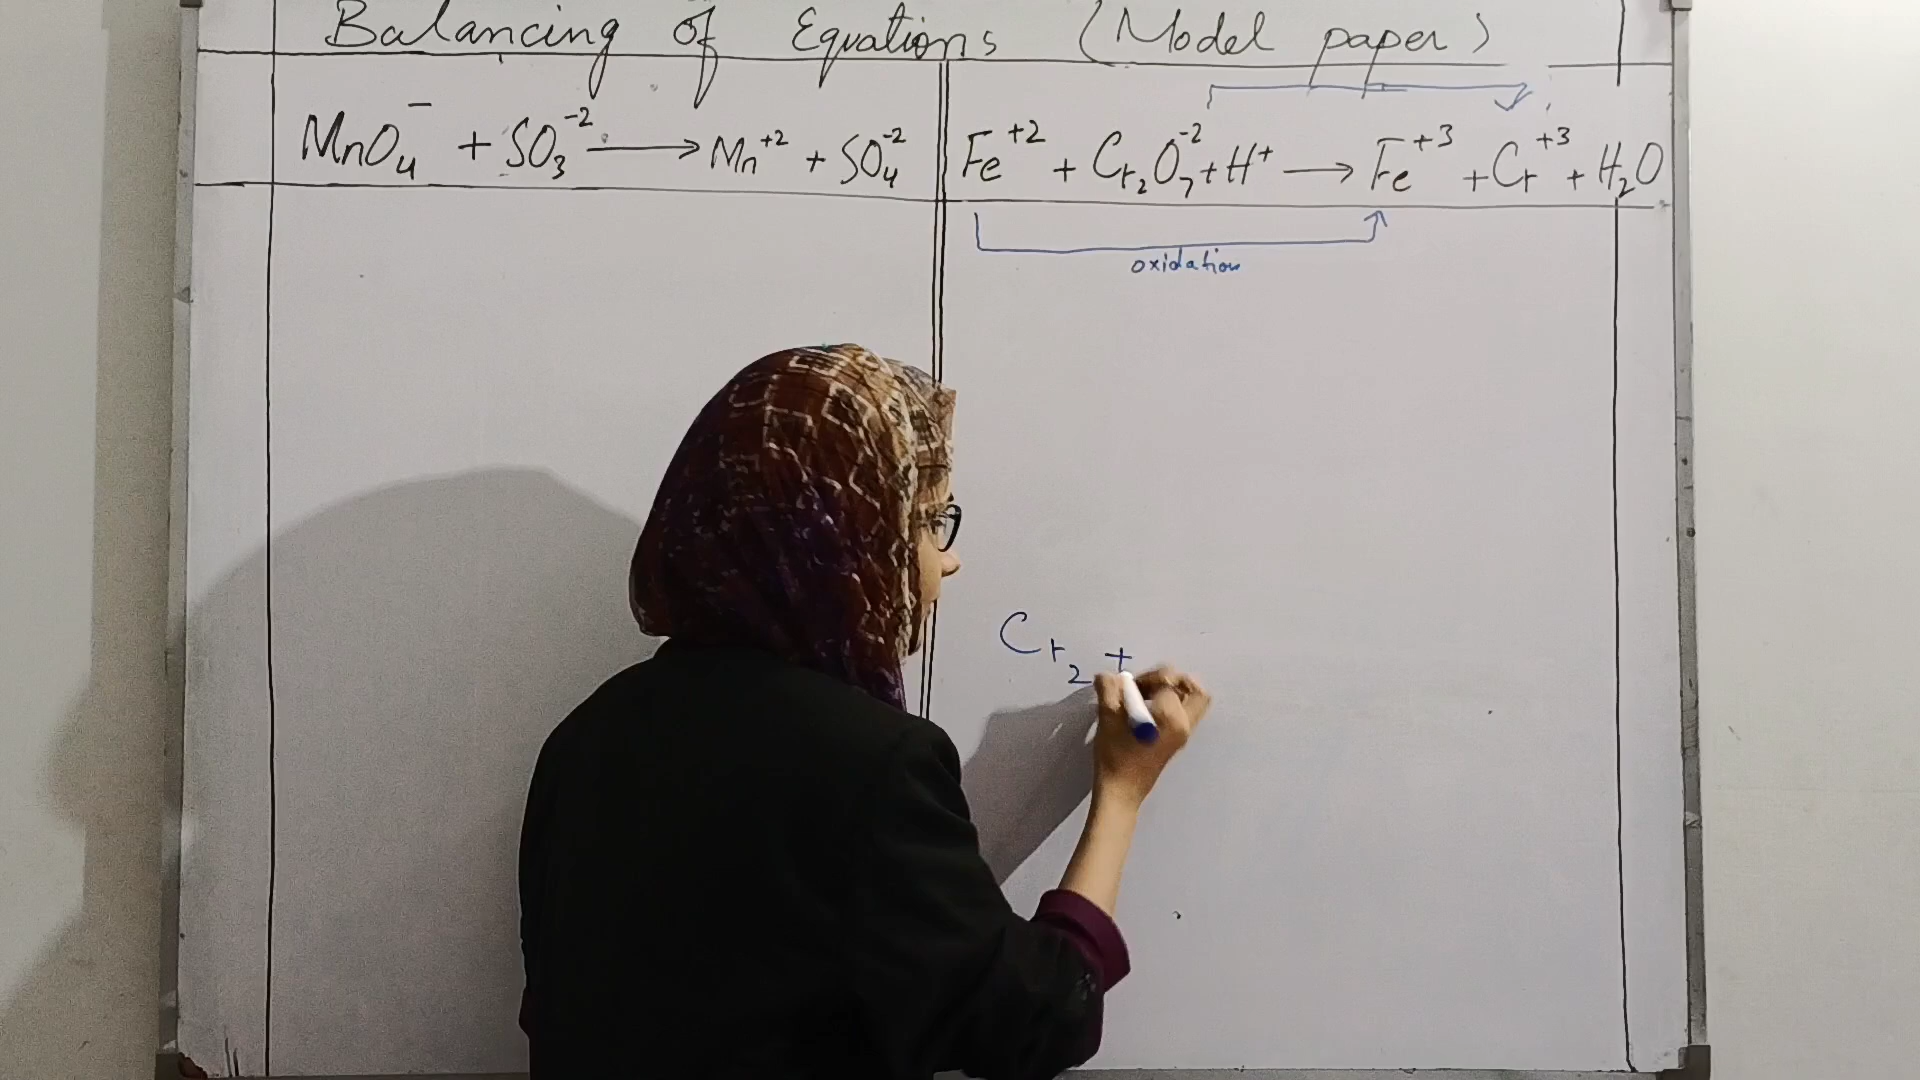 Balancing of Equations (Model paper)
MnO₄⁻ + SO₃⁻² ⟶ Mn⁺² + SO₄⁻²
Fe⁺² + Cr₂O₇⁻² + H⁺ ⟶ Fe⁺³ + Cr⁺³ + H₂O
oxidation
Cr₂ +